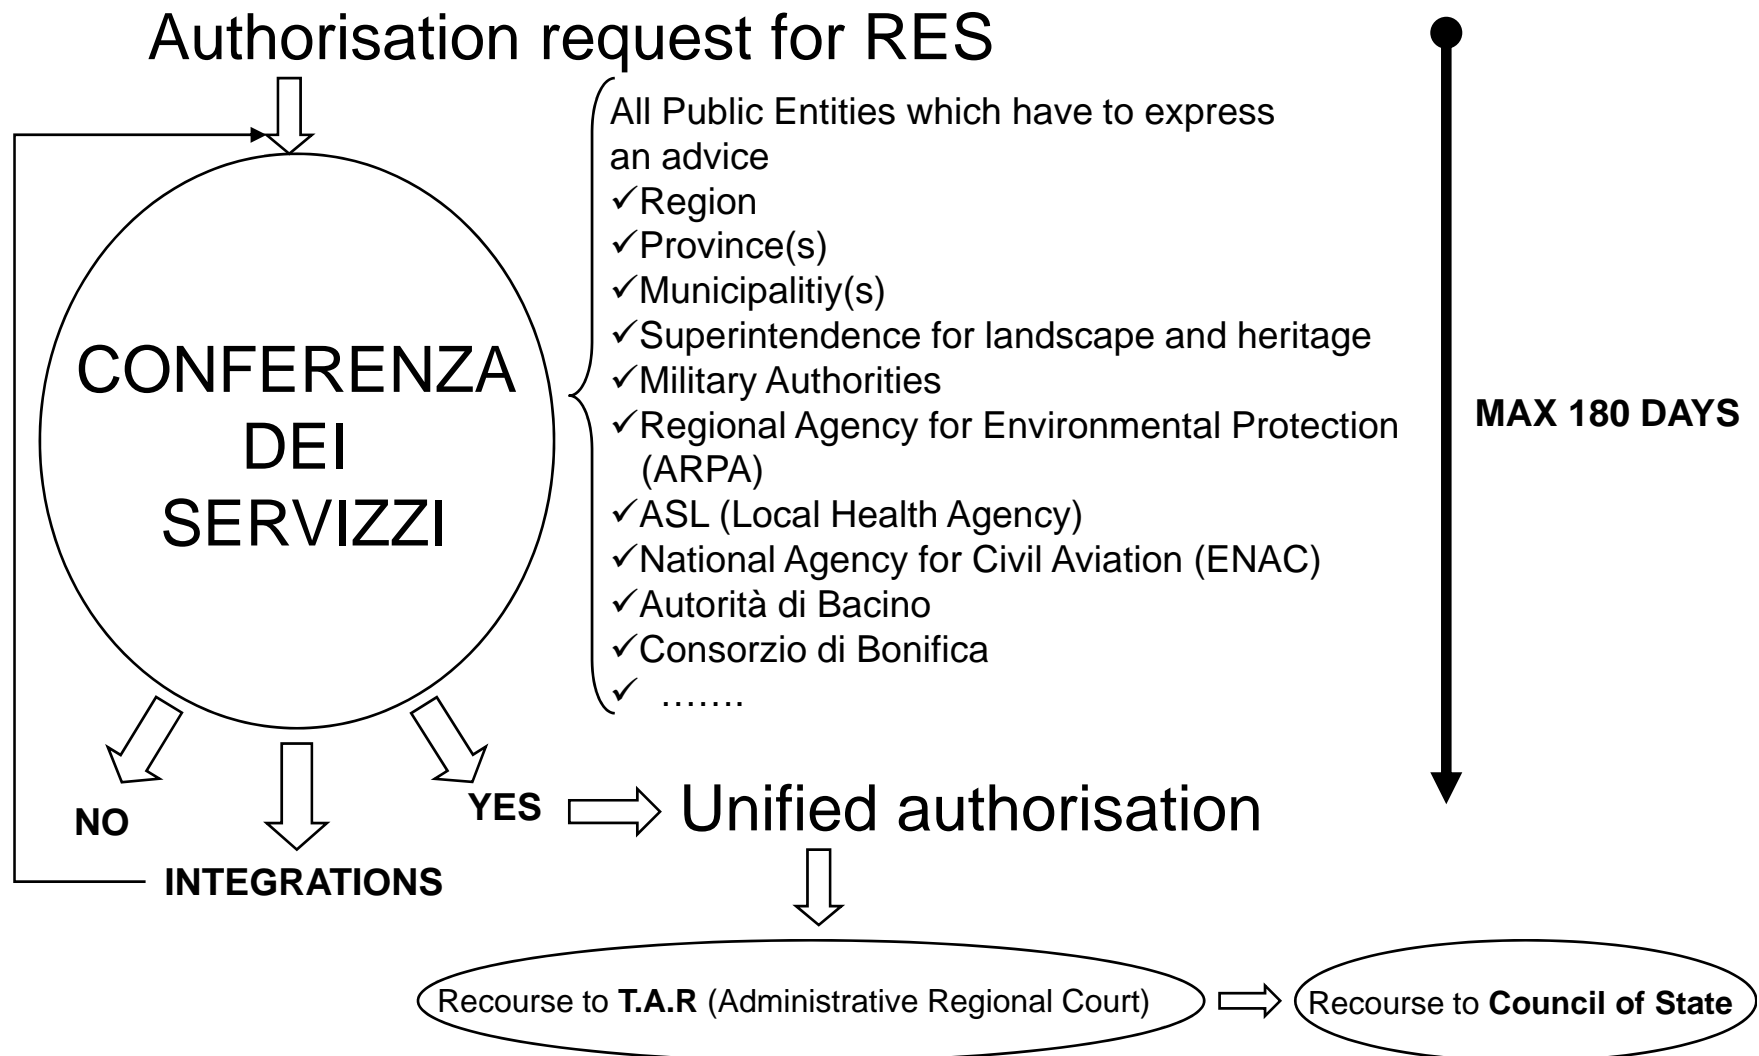 Authorisation request for RES
All Public Entities which have to express
an advice
✓Region
✓Province(s)
✓Municipalitiy(s)
✓Superintendence for landscape and heritage
✓Military Authorities
✓Regional Agency for Environmental Protection
(ARPA)
✓ASL (Local Health Agency)
✓National Agency for Civil Aviation (ENAC)
✓Autorità di Bacino
✓Consorzio di Bonifica
✓ .......
CONFERENZA
DEI
SERVIZZI
MAX 180 DAYS
NO
INTEGRATIONS
YES
Unified authorisation
Recourse to T.A.R (Administrative Regional Court)
Recourse to Council of State